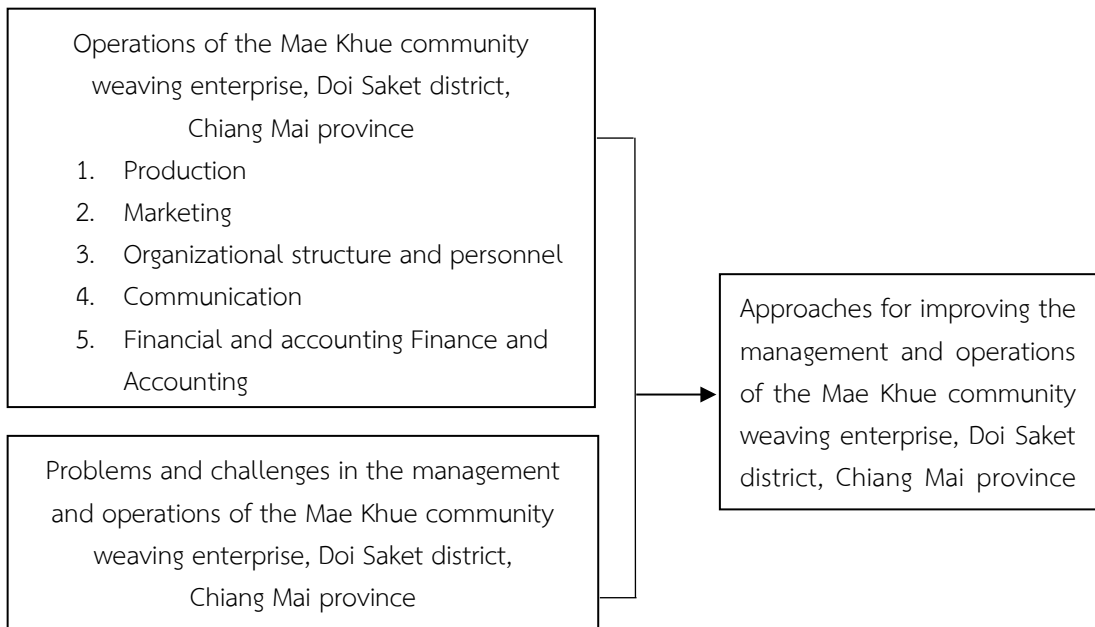 Operations of the Mae Khue community
weaving enterprise, Doi Saket district,
Chiang Mai province
1. Production
2. Marketing
3. Organizational structure and personnel
4. Communication
5. Financial and accounting Finance and
Accounting
Problems and challenges in the management
and operations of the Mae Khue community
weaving enterprise, Doi Saket district,
Chiang Mai province
Approaches for improving the
management and operations
of the Mae Khue community
weaving enterprise, Doi Saket
district, Chiang Mai province